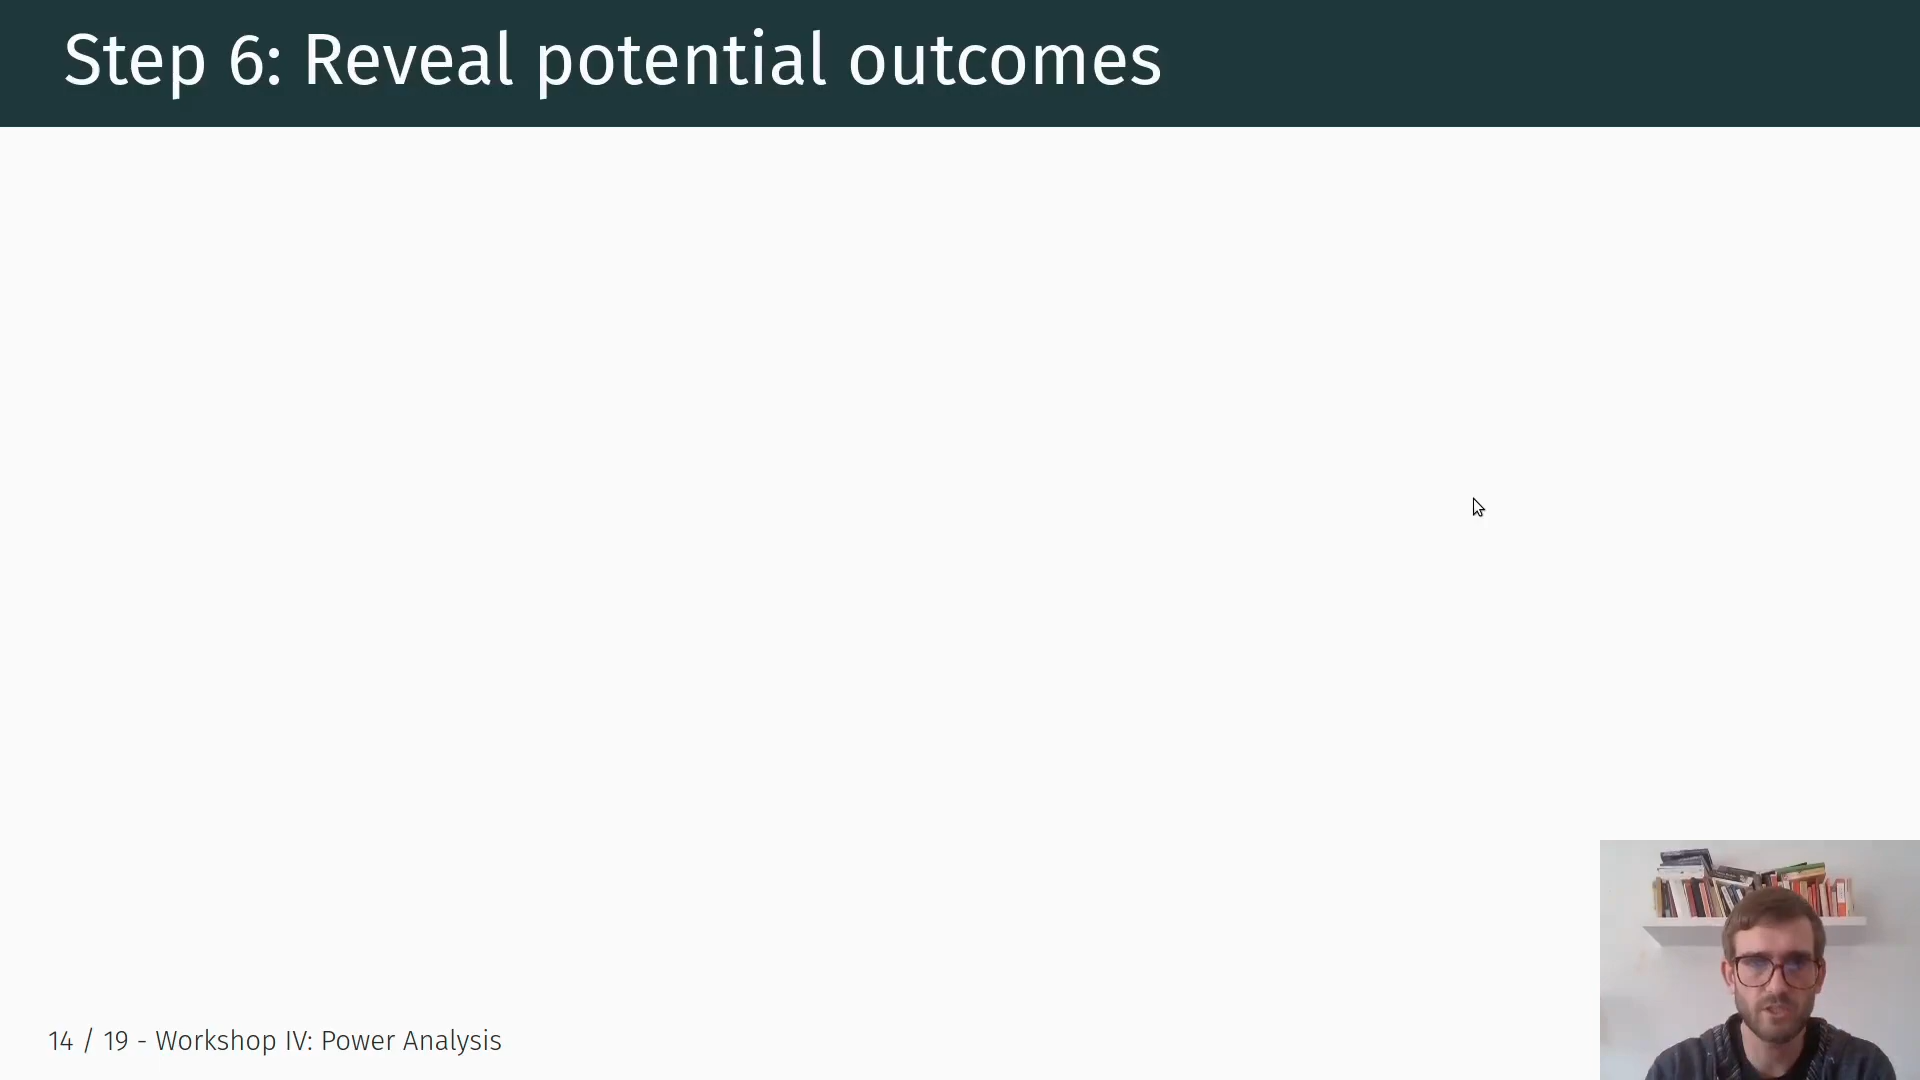 Step 6: Reveal potential outcomes
14 / 19 - Workshop IV: Power Analysis